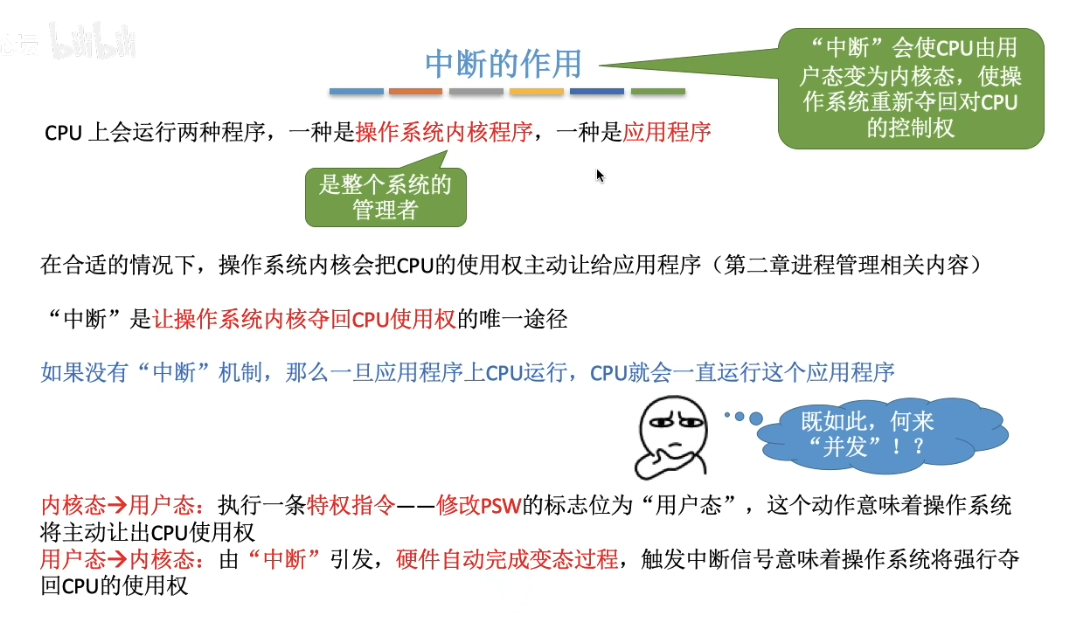 bilibili
中断的作用
“中断”会使CPU由用
户态变为内核态，使操
作系统重新夺回对CPU
的控制权
CPU 上会运行两种程序，一种是操作系统内核程序，一种是应用程序
是整个系统的
管理者
在合适的情况下，操作系统内核会把CPU的使用权主动让给应用程序（第二章进程管理相关内容）
“中断”是让操作系统内核夺回CPU使用权的唯一途径
如果没有“中断”机制，那么一旦应用程序上CPU运行，CPU就会一直运行这个应用程序
既如此，何来
“并发”！？
内核态→用户态：执行一条特权指令——修改PSW的标志位为“用户态”，这个动作意味着操作系统
将主动让出CPU使用权
用户态→内核态：由“中断”引发，硬件自动完成变态过程，触发中断信号意味着操作系统将强行夺
回CPU的使用权